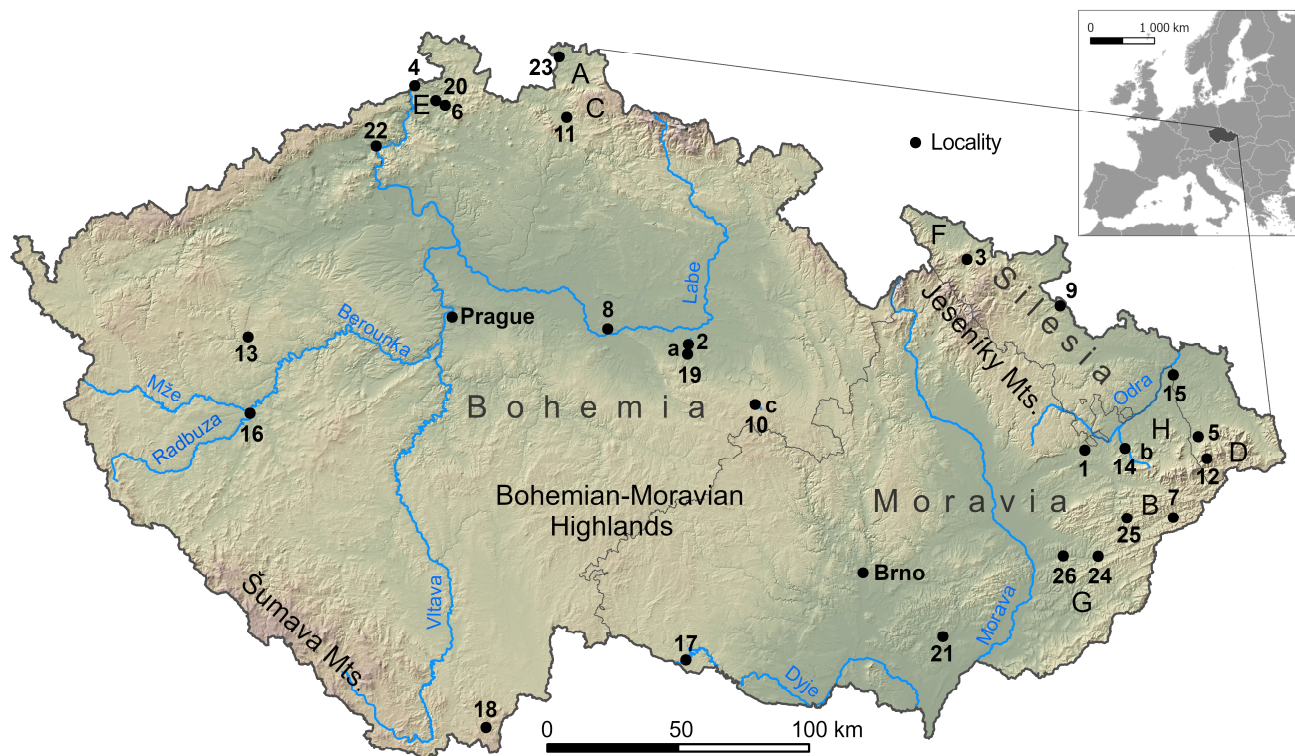 0 1 000 km
4
20
23
A
E
6
C
22
11
Locality
F
3
Silesia
9
Labe
Jeseníky Mts.
Prague
8
Berounka
a
2
13
19
Odra
15
Mže
Bohemia
c
10
Radbuza
16
H
5
b
D
1
14
12
Bohemian-Moravian
Highlands
Moravia
B
7
25
Brno
26
24
G
Vltava
Šumava Mts.
Morava
17
21
Dyje
18
0 50 100 km